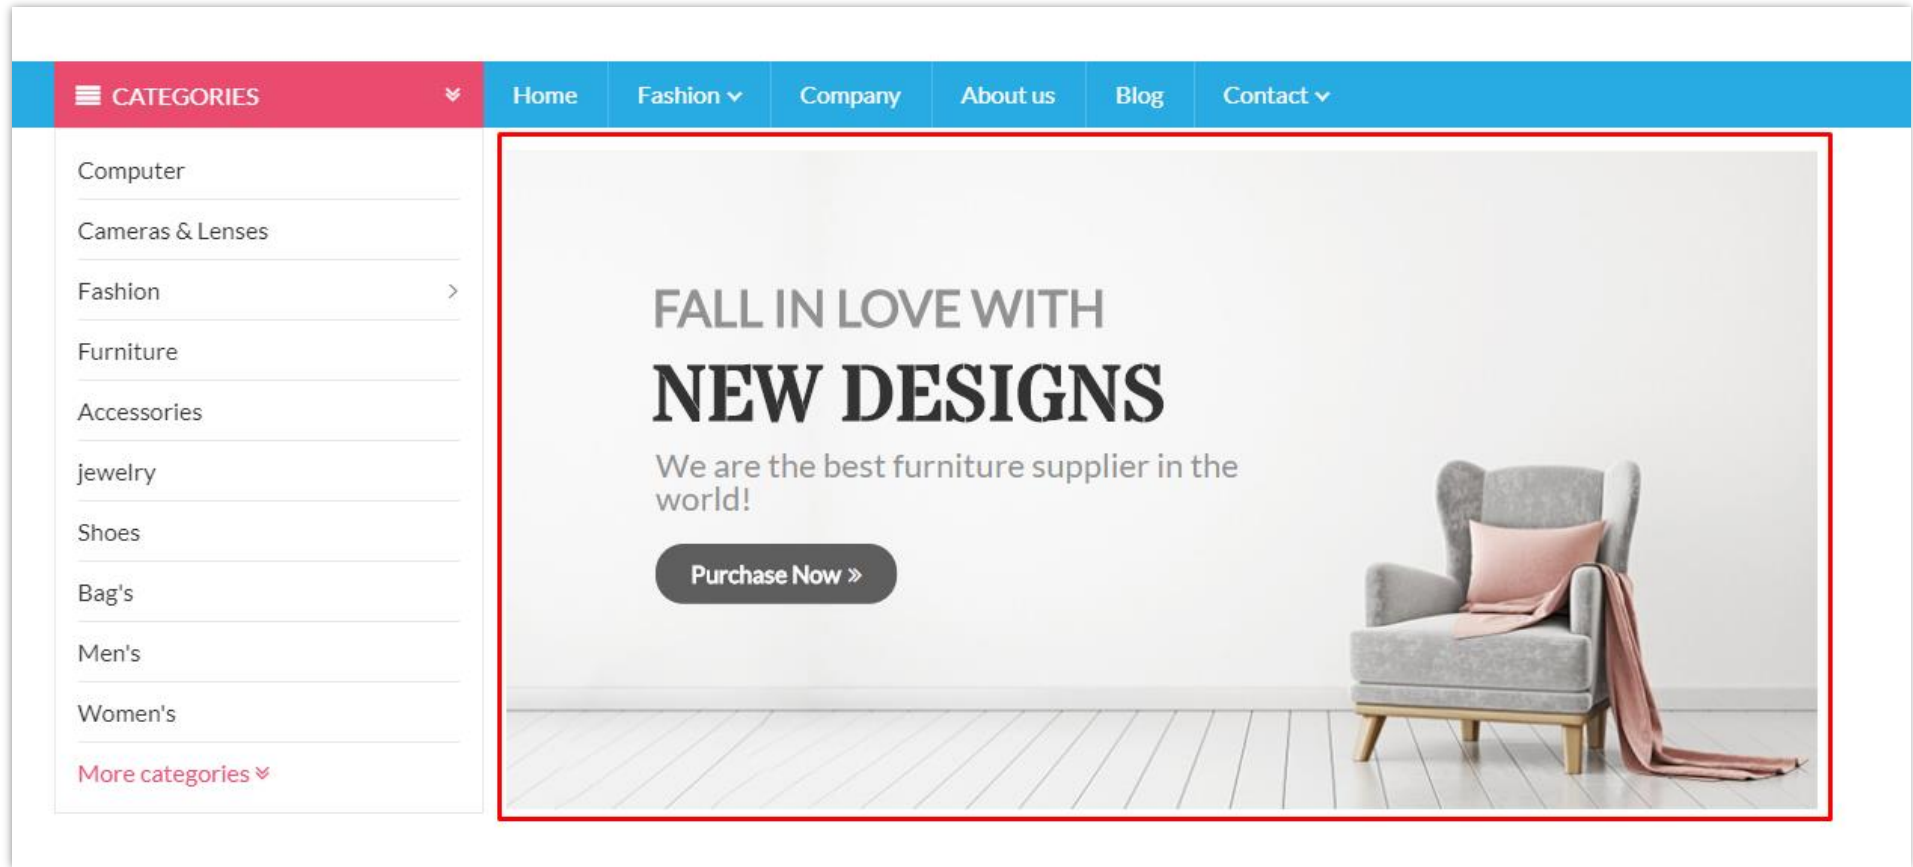 CATEGORIES
Home
Fashion
Company
About us
Blog
Contact
Computer
Cameras & Lenses
Fashion
Furniture
Accessories
jewelry
Shoes
Bag's
Men's
Women's
More categories
FALL IN LOVE WITH
NEW DESIGNS
We are the best furniture supplier in the
world!
Purchase Now »